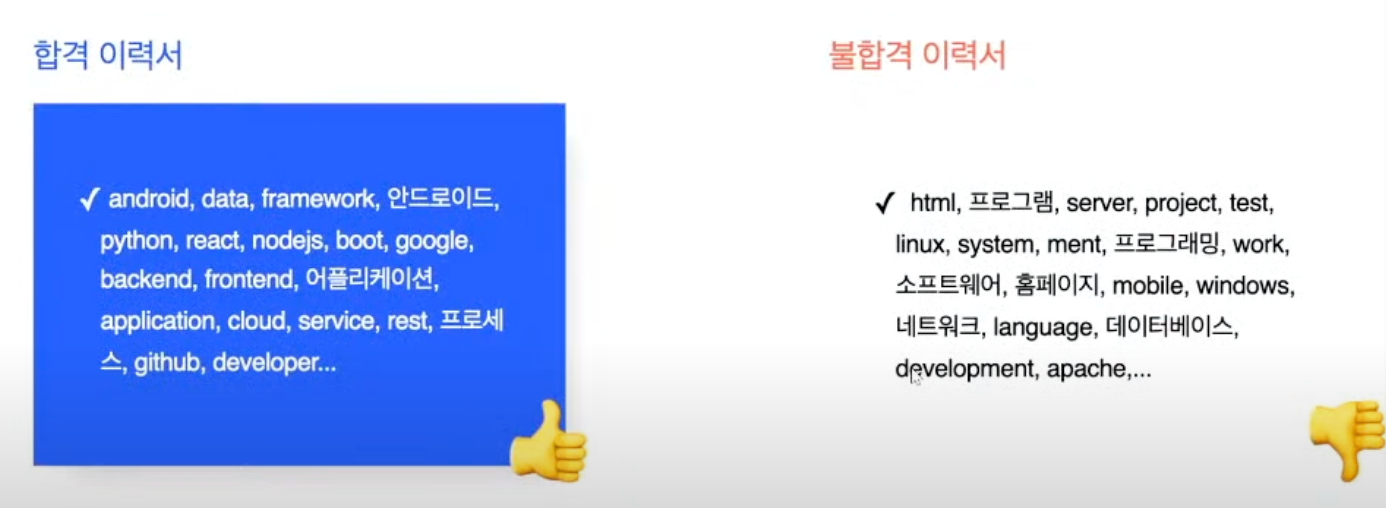 합격 이력서
✓ android, data, framework, 안드로이드,
python, react, nodejs, boot, google,
backend, frontend, 어플리케이션,
application, cloud, service, rest, 프로세
스, github, developer...
불합격 이력서
✓ html, 프로그램, server, project, test,
linux, system, ment, 프로그래밍, work,
소프트웨어, 홈페이지, mobile, windows,
네트워크, language, 데이터베이스,
development, apache,...